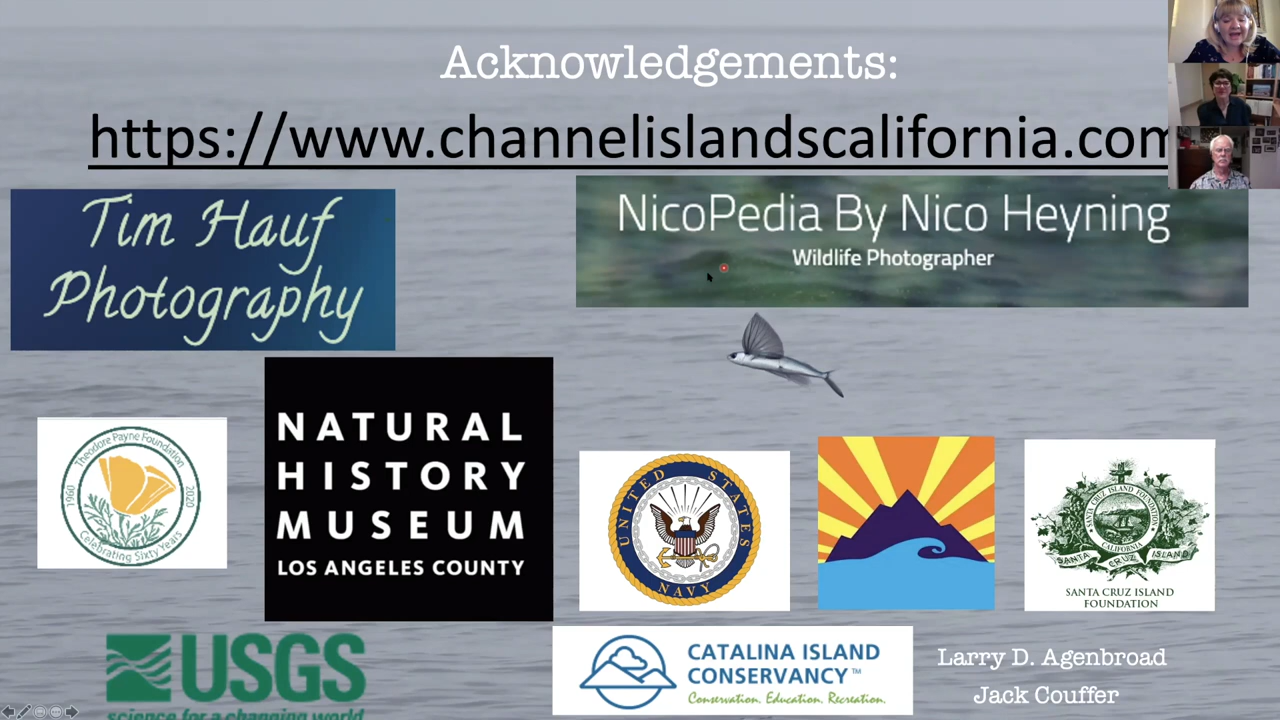 Acknowledgements:
https://www.channelislandscalifornia.com
Tim Hauf
Photography
NicoPedia By Nico Heyning
Wildlife Photographer
Theodore Payne Foundation
1960
2020
Celebrating Sixty Years
NATURAL
HISTORY
MUSEUM
LOS ANGELES COUNTY
UNITED STATES
NAVY
SANTA CRUZ ISLAND FOUNDATION
CALIFORNIA
SANTA CRUZ ISLAND
SANTA CRUZ ISLAND
FOUNDATION
USGS
science for a changing world
CATALINA ISLAND
CONSERVANCY™
Conservation. Education. Recreation.
Larry D. Agenbroad
Jack Couffer